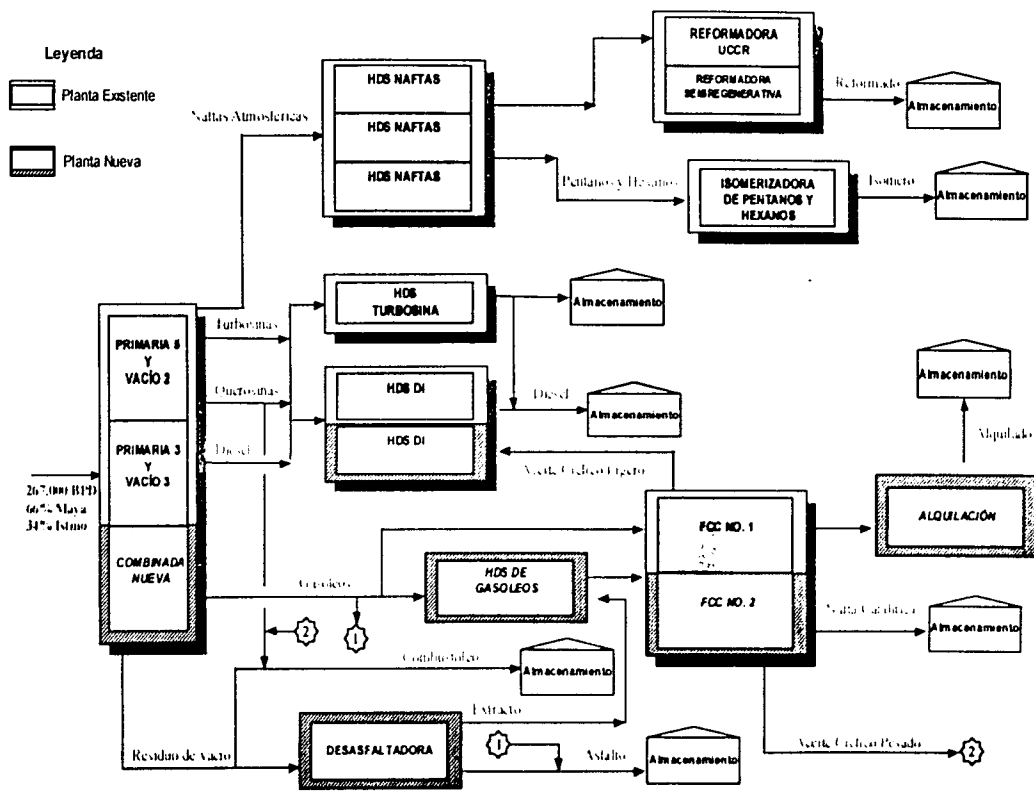 Leyenda
Planta Existente
Planta Nueva
Naftas Atmosféricas
HDS NAFTAS
HDS NAFTAS
HDS NAFTAS
REFORMADORA
UCCR
REFORMADORA
SEMIREGENERATIVA
Reformado
Almacenamiento
Pentanos y Hexanos
ISOMERIZADORA
DE PENTANOS Y
HEXANOS
Isomero
Almacenamiento
PRIMARIA 5
Y
VACÍO 2
PRIMARIA 3
Y
VACÍO 3
COMBINADA
NUEVA
267,000 BPD
66% Maya
34% Istmo
Turbosinas
Querosinas
Diesel
HDS
TURBOSINA
Almacenamiento
HDS DI
HDS DI
Diesel
Almacenamiento
Aceite Cíclico Ligero
Almacenamiento
Alquilado
ALQUILACIÓN
FCC NO. 1
FCC NO. 2
Gasoleos
HDS DE
GASOLEOS
2
1
Nafta Catalítica
Almacenamiento
Combustoleo
Almacenamiento
Extracto
Residuo de vacío
DESASFALTADORA
1
Asfalto
Almacenamiento
Aceite Cíclico Pesado
2